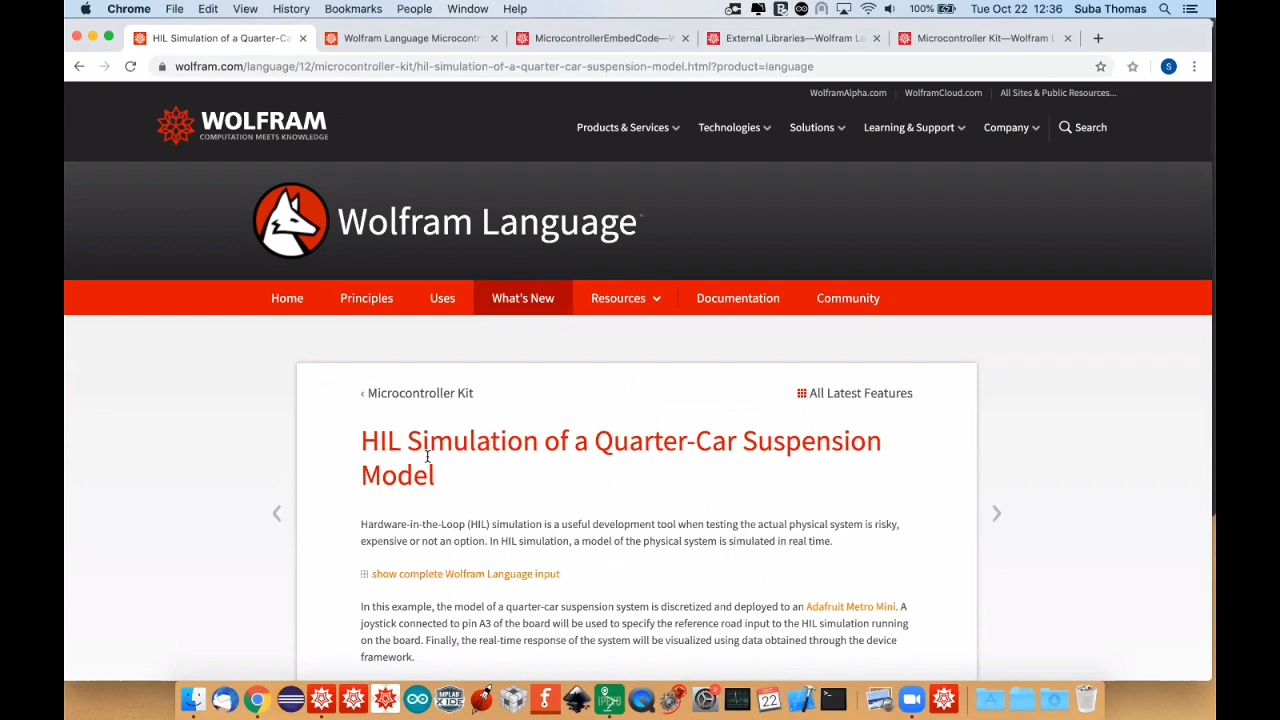 Chrome File Edit View History Bookmarks People Window Help 100% Tue Oct 22 12:36 Suba Thomas
HIL Simulation of a Quarter-Ca
Wolfram Language Microcontr
MicrocontrollerEmbedCode—W
External Libraries—Wolfram La
Microcontroller Kit—Wolfram L
wolfram.com/language/12/microcontroller-kit/hil-simulation-of-a-quarter-car-suspension-model.html?product=language
S
WolframAlpha.com WolframCloud.com All Sites & Public Resources...
WOLFRAM
COMPUTATION MEETS KNOWLEDGE
Products & Services Technologies Solutions Learning & Support Company Search
Wolfram Language
Home Principles Uses What's New Resources Documentation Community
‹ Microcontroller Kit
All Latest Features
HIL Simulation of a Quarter-Car Suspension
Model
Hardware-in-the-Loop (HIL) simulation is a useful development tool when testing the actual physical system is risky,
expensive or not an option. In HIL simulation, a model of the physical system is simulated in real time.
show complete Wolfram Language input
In this example, the model of a quarter-car suspension system is discretized and deployed to an Adafruit Metro Mini. A
joystick connected to pin A3 of the board will be used to specify the reference road input to the HIL simulation running
on the board. Finally, the real-time response of the system will be visualized using data obtained through the device
framework.
MPLAB
X IDE
22